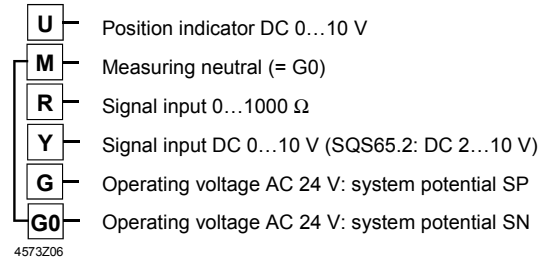 U Position indicator DC 0…10 V
M Measuring neutral (= G0)
R Signal input 0…1000 Ω
Y Signal input DC 0…10 V (SQS65.2: DC 2…10 V)
G Operating voltage AC 24 V: system potential SP
G0 Operating voltage AC 24 V: system potential SN
4573Z06